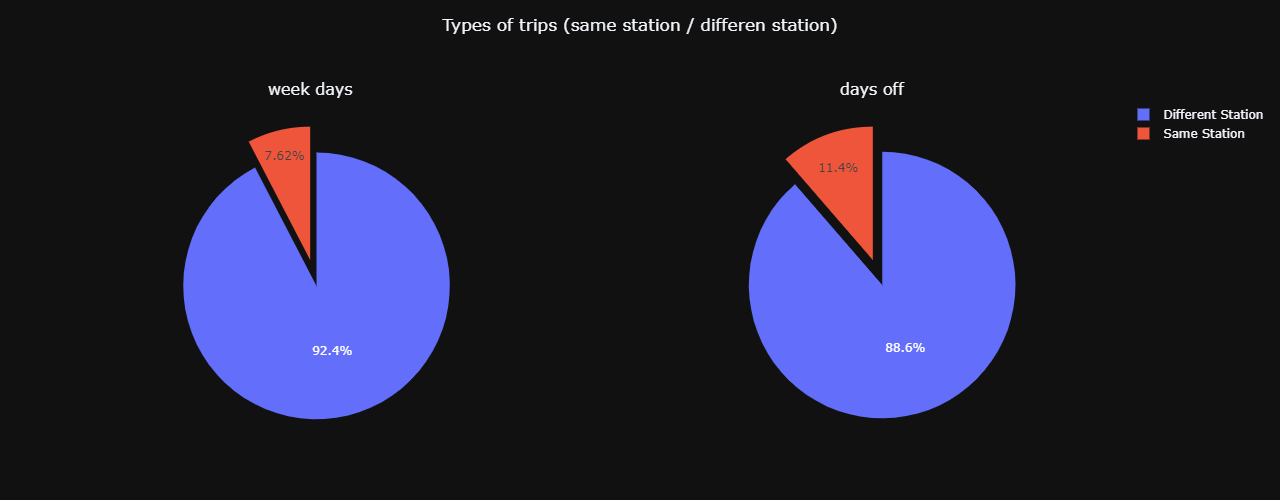 Types of trips (same station / differen station)
week days
days off
Different Station
Same Station
7.62%
92.4%
11.4%
88.6%